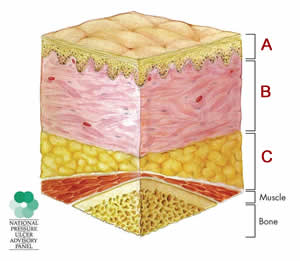 A
B
C
Muscle
Bone
NATIONAL
PRESSURE
ULCER
ADVISORY
PANEL